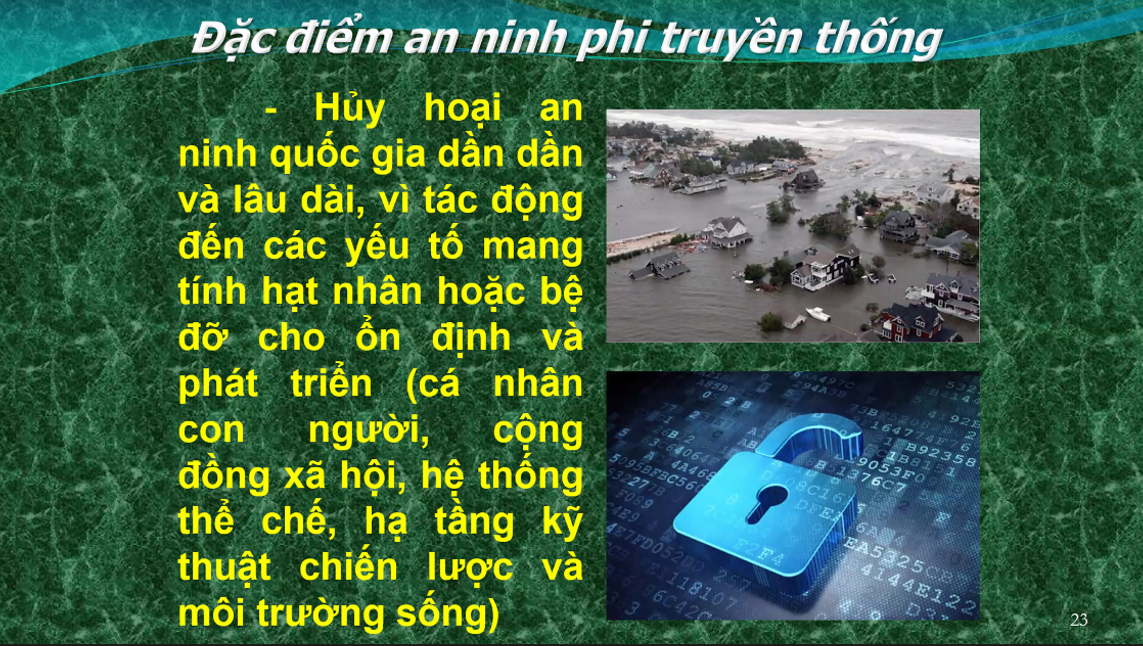 Đặc điểm an ninh phi truyền thống
- Hủy hoại an
ninh quốc gia dần dần
và lâu dài, vì tác động
đến các yếu tố mang
tính hạt nhân hoặc bệ
đỡ cho ổn định và
phát triển (cá nhân
con người, cộng
đồng xã hội, hệ thống
thể chế, hạ tầng kỹ
thuật chiến lược và
môi trường sống)
23